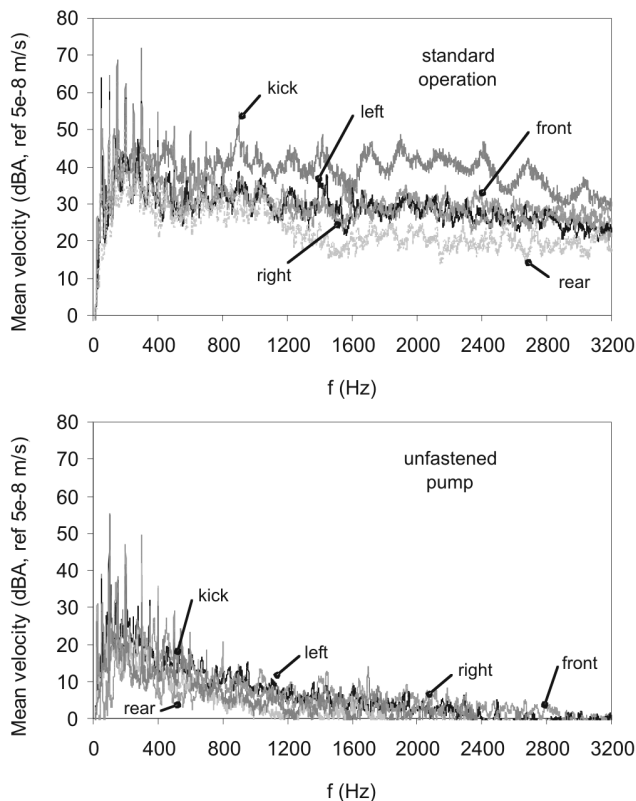 80
70
60
50
40
30
20
10
0
Mean velocity (dBA, ref 5e-8 m/s)
standard
operation
kick
left
front
right
rear
0 400 800 1200 1600 2000 2400 2800 3200
f (Hz)
80
70
60
50
40
30
20
10
0
Mean velocity (dBA, ref 5e-8 m/s)
unfastened
pump
kick
left
right
front
rear
0 400 800 1200 1600 2000 2400 2800 3200
f (Hz)